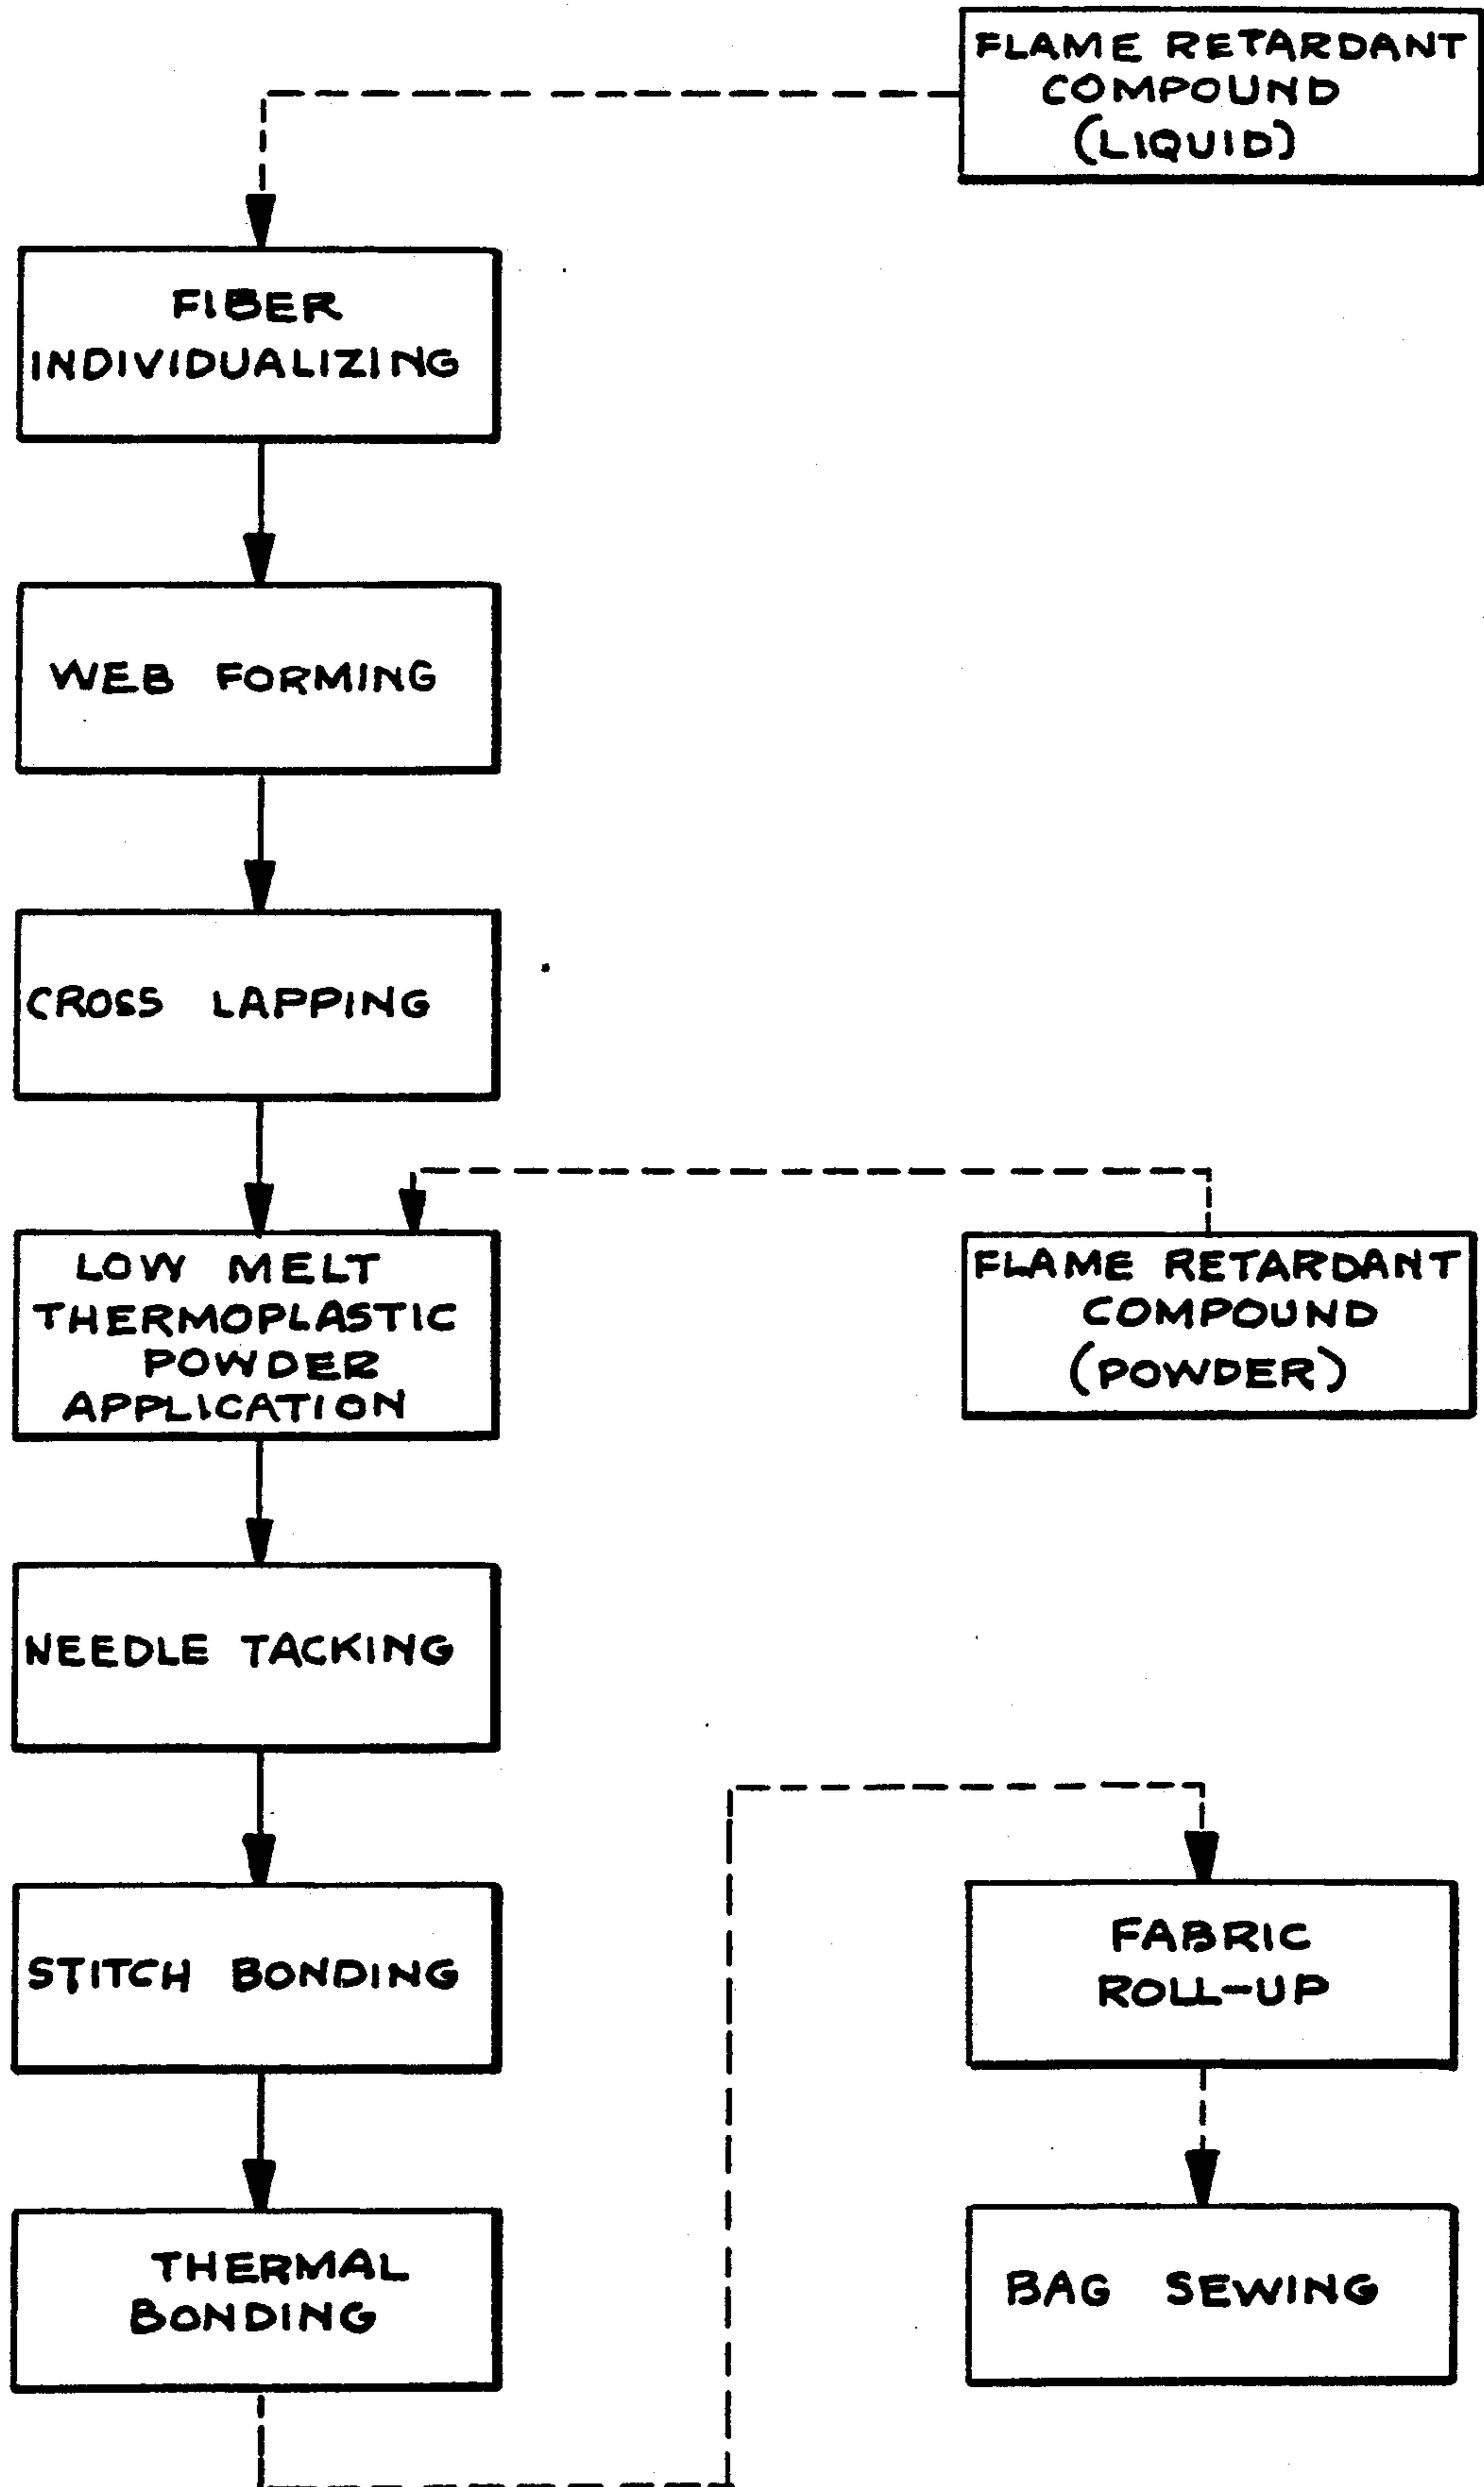 FLAME RETARDANT
COMPOUND
(LIQUID)
FIBER
INDIVIDUALIZING
WEB FORMING
CROSS LAPPING
LOW MELT
THERMOPLASTIC
POWDER
APPLICATION
FLAME RETARDANT
COMPOUND
(POWDER)
NEEDLE TACKING
STITCH BONDING
THERMAL
BONDING
FABRIC
ROLL-UP
BAG SEWING